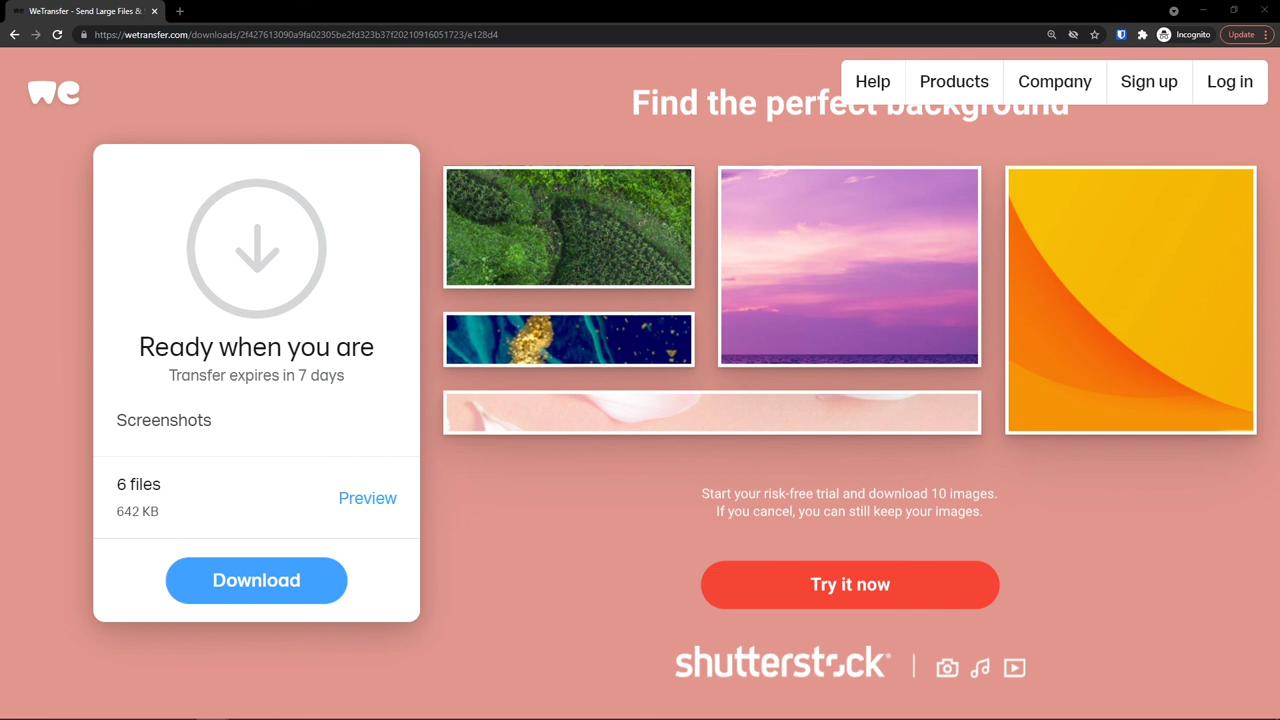 WeTransfer - Send Large Files &
https://wetransfer.com/downloads/2f427613090a9fa02305be2fd323b37f20210916051723/e128d4
Incognito
Update
we
Help
Products
Company
Sign up
Log in
Find the perfect background
Ready when you are
Transfer expires in 7 days
Screenshots
6 files
642 KB
Preview
Download
Start your risk-free trial and download 10 images.
If you cancel, you can still keep your images.
Try it now
shutterstock